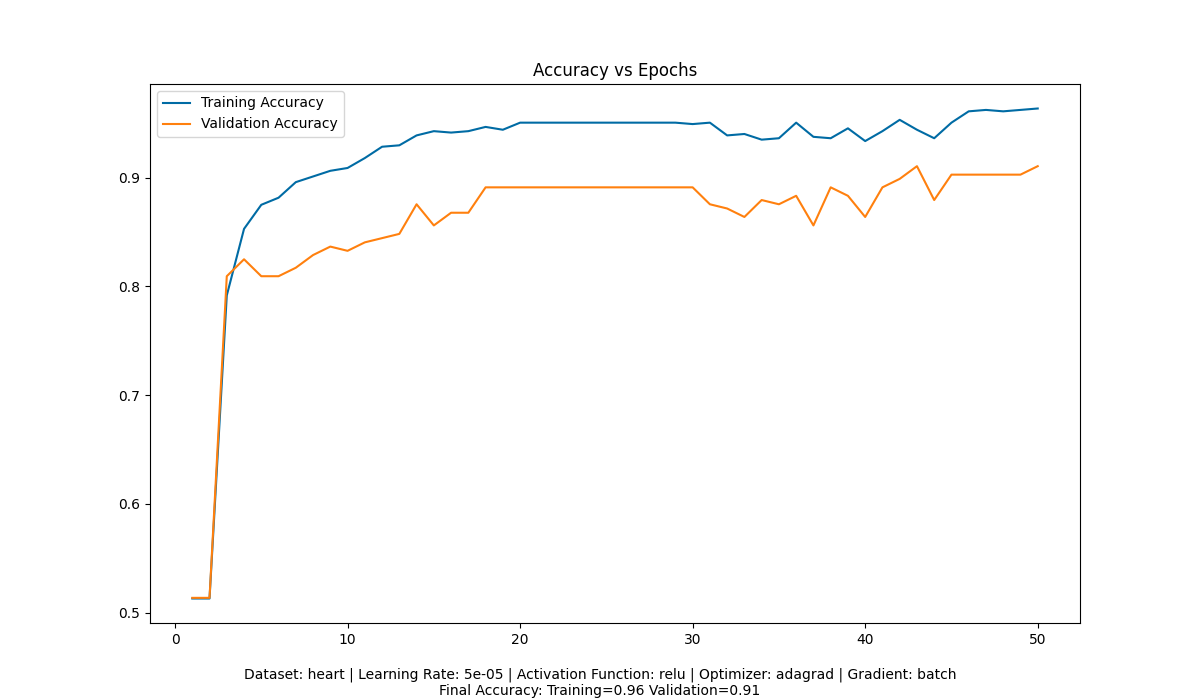 Accuracy vs Epochs
Training Accuracy
Validation Accuracy
0.9
0.8
0.7
0.6
0.5
0 10 20 30 40 50
Dataset: heart | Learning Rate: 5e-05 | Activation Function: relu | Optimizer: adagrad | Gradient: batch
Final Accuracy: Training=0.96 Validation=0.91